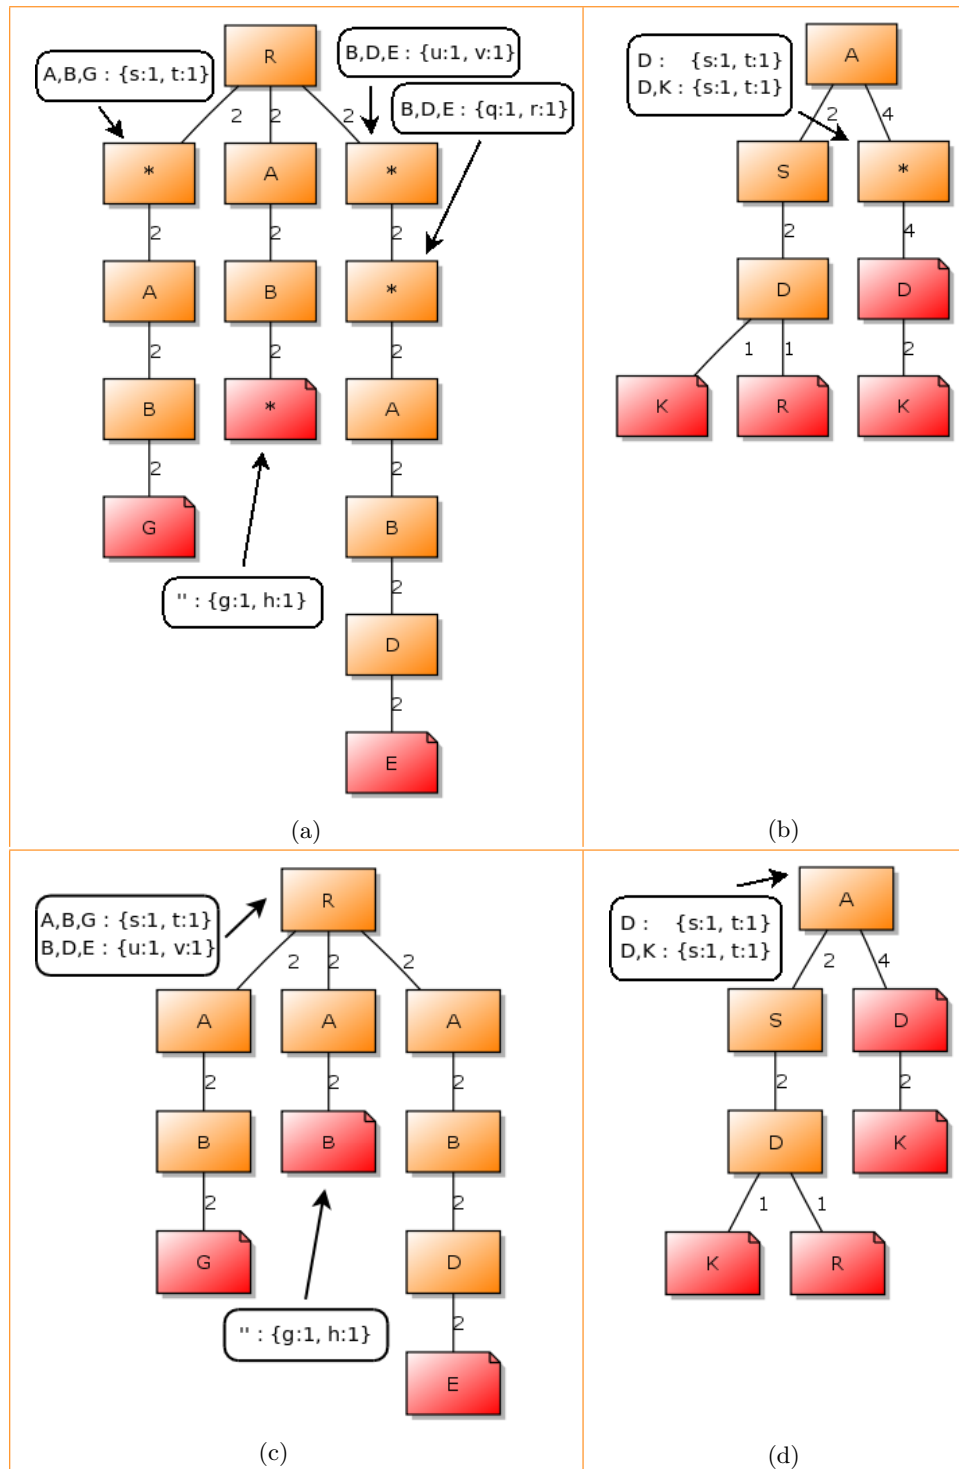 R
A,B,G : {s:1, t:1}
B,D,E : {u:1, v:1}
B,D,E : {q:1, r:1}
2 2 2
* A *
2 2 2
A B *
2 2 2
B * A
2 2
G B
'' : {g:1, h:1}
2
D
2
E
(a)
A
D : {s:1, t:1}
D,K : {s:1, t:1}
2 4
S *
2 4
D D
1 1 2
K R K
(b)
R
A,B,G : {s:1, t:1}
B,D,E : {u:1, v:1}
2 2 2
A A A
2 2 2
B B B
2 2
G D
'' : {g:1, h:1}
2
E
(c)
A
D : {s:1, t:1}
D,K : {s:1, t:1}
2 4
S D
2 2
D K
1 1
K R
(d)